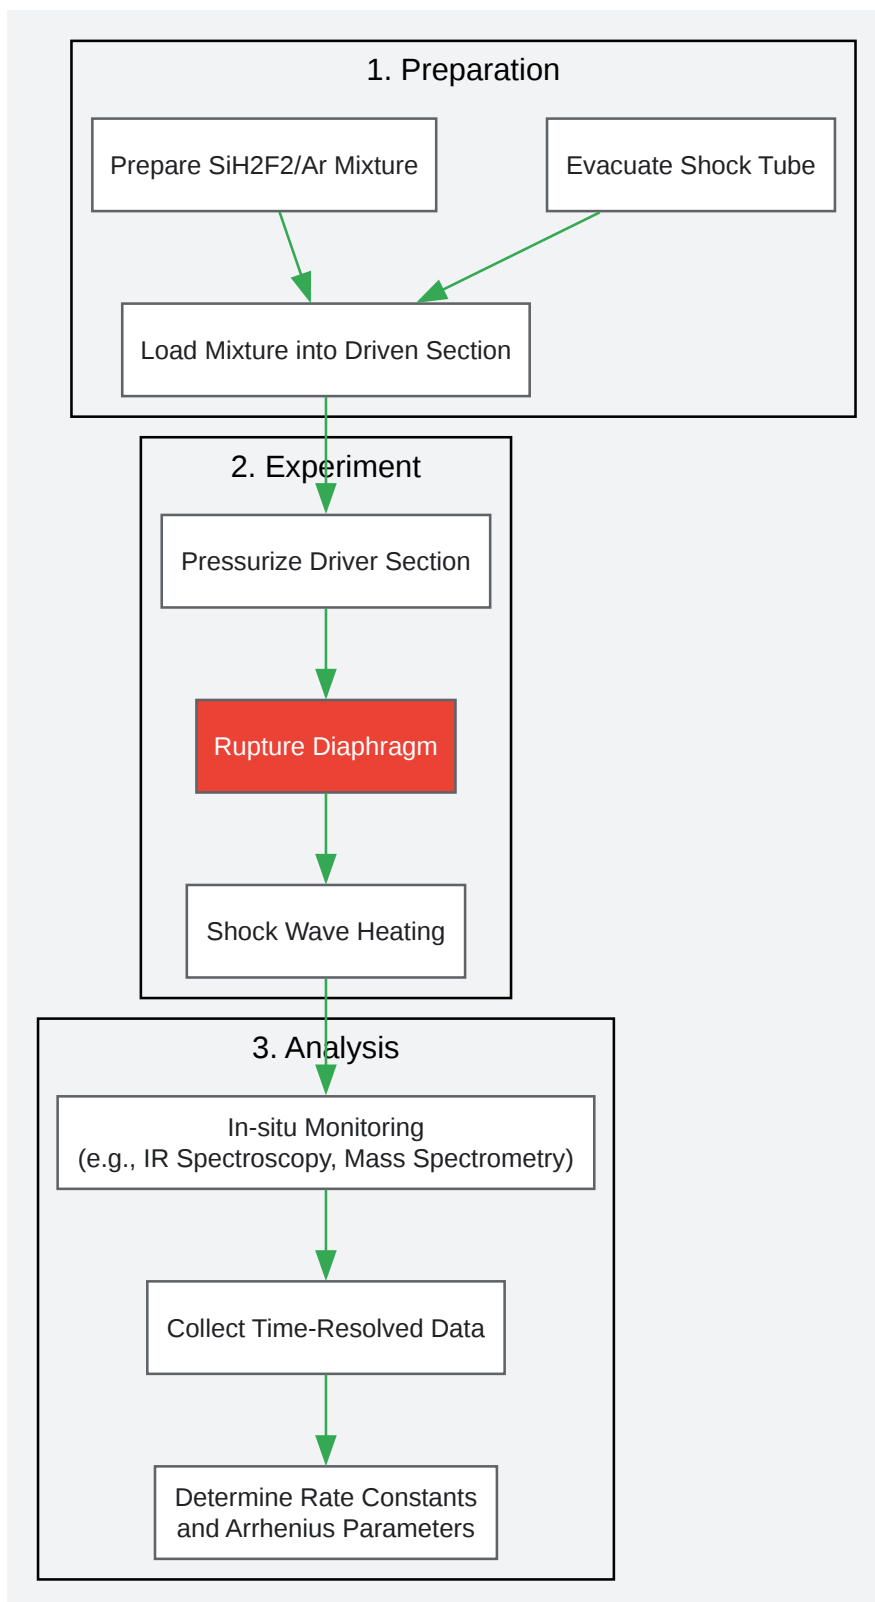 1. Preparation
Prepare SiH2F2/Ar Mixture
Evacuate Shock Tube
Load Mixture into Driven Section
2. Experiment
Pressurize Driver Section
Rupture Diaphragm
Shock Wave Heating
3. Analysis
In-situ Monitoring
(e.g., IR Spectroscopy, Mass Spectrometry)
Collect Time-Resolved Data
Determine Rate Constants
and Arrhenius Parameters